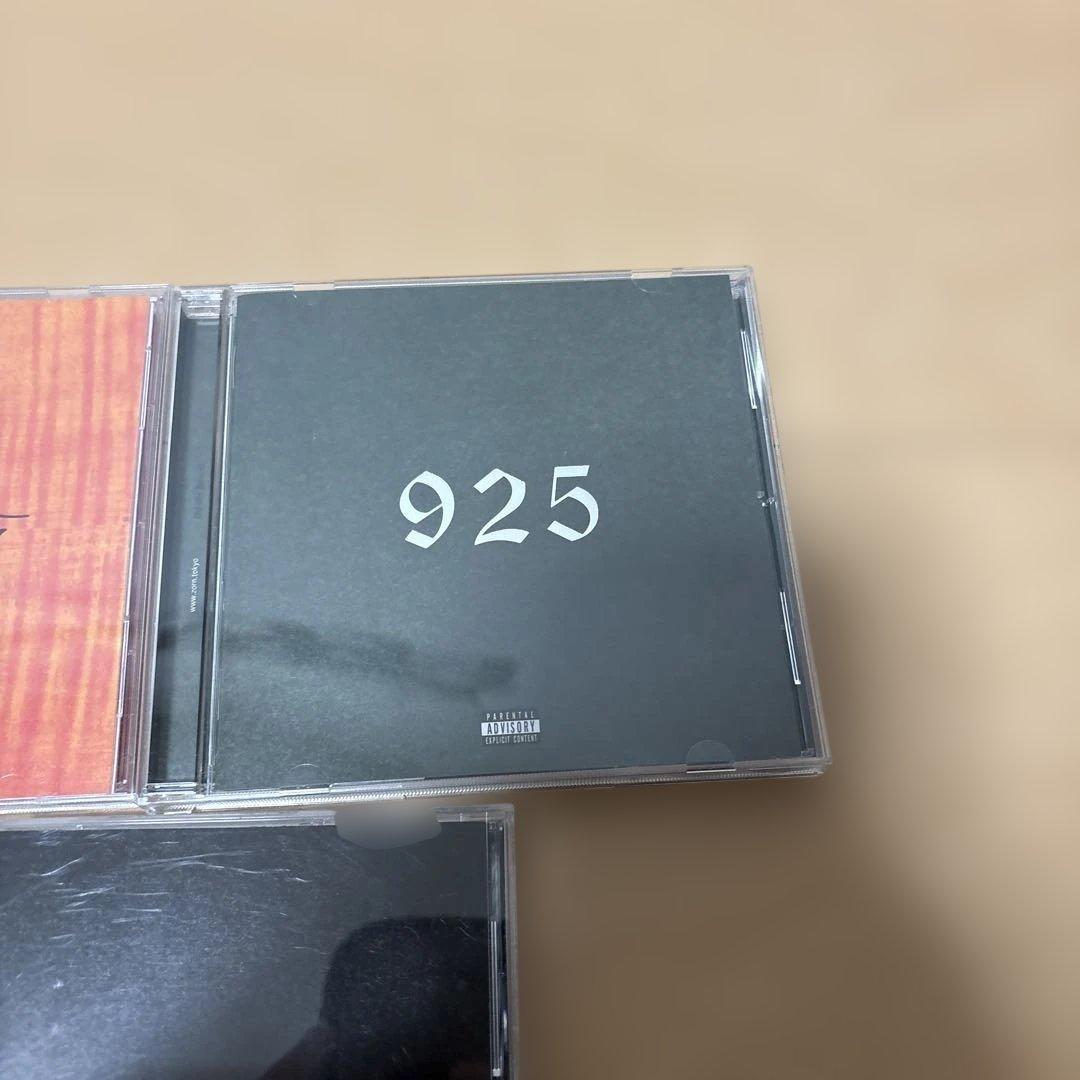 www.zorn.tokyo
925
PARENTAL
ADVISORY
EXPLICIT CONTENT